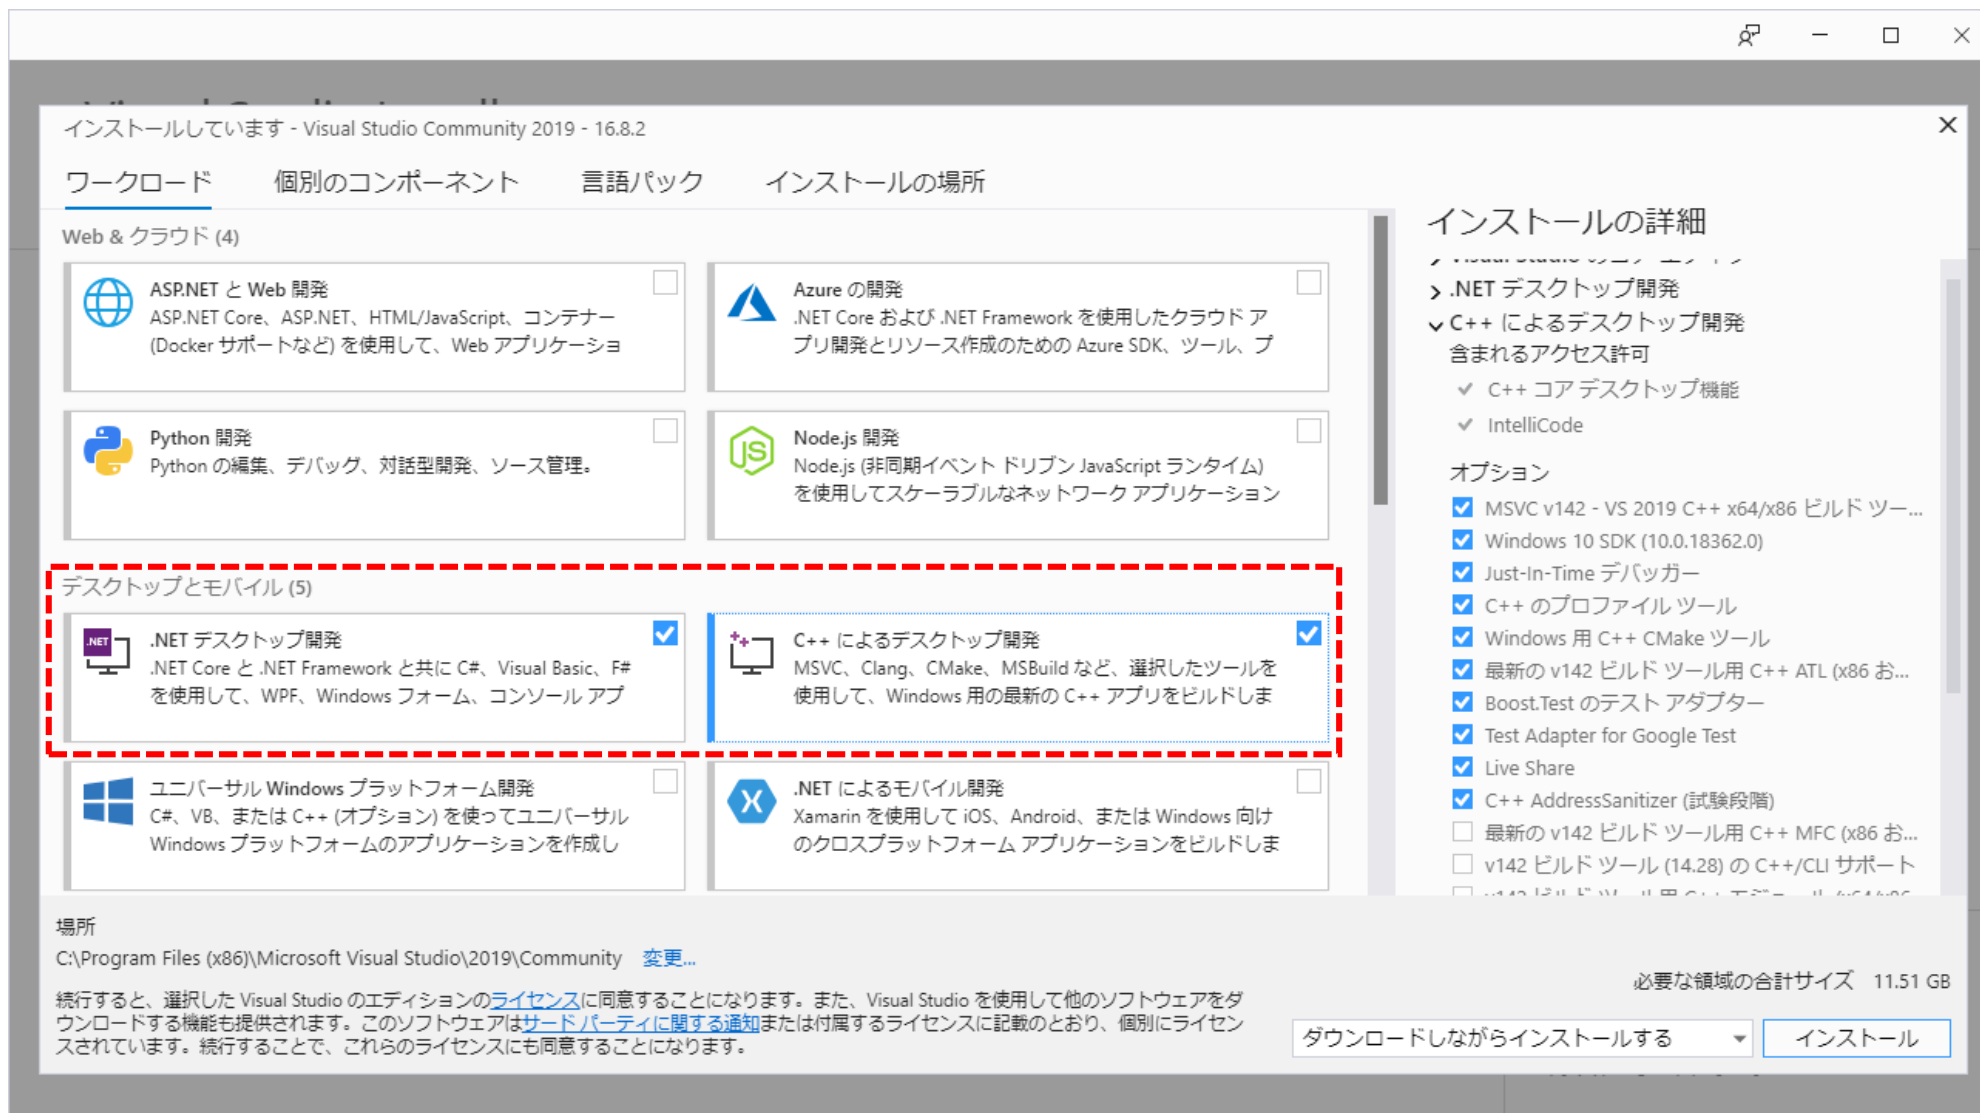 インストールしています - Visual Studio Community 2019 - 16.8.2
ワークロード 個別のコンポーネント 言語パック インストールの場所
Web & クラウド (4)
ASP.NET と Web 開発
ASP.NET Core、ASP.NET、HTML/JavaScript、コンテナー
(Docker サポートなど) を使用して、Web アプリケーショ
Azure の開発
.NET Core および .NET Framework を使用したクラウド ア
プリ開発とリソース作成のための Azure SDK、ツール、プ
Python 開発
Python の編集、デバッグ、対話型開発、ソース管理。
JS
Node.js 開発
Node.js (非同期イベント ドリブン JavaScript ランタイム)
を使用してスケーラブルなネットワーク アプリケーション
デスクトップとモバイル (5)
.NET
.NET デスクトップ開発
.NET Core と .NET Framework と共に C#、Visual Basic、F#
を使用して、WPF、Windows フォーム、コンソール アプ
C++ によるデスクトップ開発
MSVC、Clang、CMake、MSBuild など、選択したツールを
使用して、Windows 用の最新の C++ アプリをビルドしま
ユニバーサル Windows プラットフォーム開発
C#、VB、または C++ (オプション) を使ってユニバーサル
Windows プラットフォームのアプリケーションを作成し
.NET によるモバイル開発
Xamarin を使用して iOS、Android、または Windows 向け
のクロスプラットフォーム アプリケーションをビルドしま
インストールの詳細
.NET デスクトップ開発
C++ によるデスクトップ開発
含まれるアクセス許可
C++ コア デスクトップ機能
IntelliCode
オプション
MSVC v142 - VS 2019 C++ x64/x86 ビルド ツー...
Windows 10 SDK (10.0.18362.0)
Just-In-Time デバッガー
C++ のプロファイル ツール
Windows 用 C++ CMake ツール
最新の v142 ビルド ツール用 C++ ATL (x86 お...
Boost.Test のテスト アダプター
Test Adapter for Google Test
Live Share
C++ AddressSanitizer (試験段階)
最新の v142 ビルド ツール用 C++ MFC (x86 お...
v142 ビルド ツール (14.28) の C++/CLI サポート
場所
C:\Program Files (x86)\Microsoft Visual Studio\2019\Community 変更...
続行すると、選択した Visual Studio のエディションのライセンスに同意することになります。また、Visual Studio を使用して他のソフトウェアをダ
ウンロードする機能も提供されます。このソフトウェアはサード パーティに関する通知または付属するライセンスに記載のとおり、個別にライセン
スされています。続行することで、これらのライセンスにも同意することになります。
必要な領域の合計サイズ 11.51 GB
ダウンロードしながらインストールする インストール